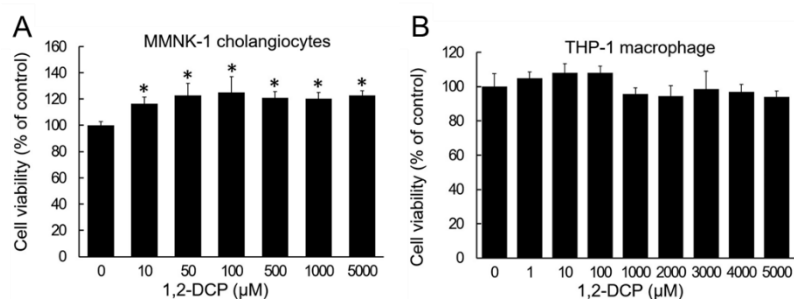 A
MMNK-1 cholangiocytes
Cell viability (% of control)
160
140
120
100
80
60
40
20
0
* * * * * *
0 10 50 100 500 1000 5000
1,2-DCP (µM)
B
THP-1 macrophage
Cell viability (% of control)
120
100
80
60
40
20
0
0 1 10 100 1000 2000 3000 4000 5000
1,2-DCP (µM)